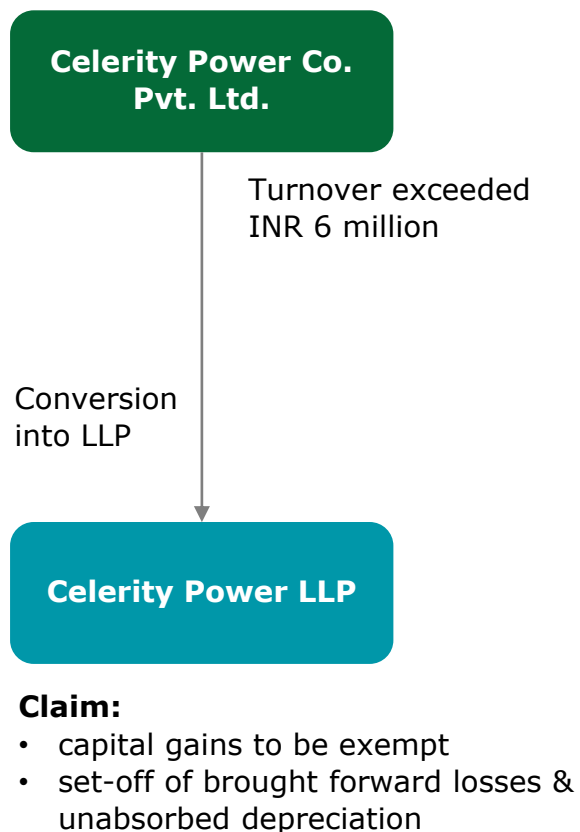 Celerity Power Co.
Pvt. Ltd.
Turnover exceeded
INR 6 million
Conversion
into LLP
Celerity Power LLP
Claim:
• capital gains to be exempt
• set-off of brought forward losses &
unabsorbed depreciation